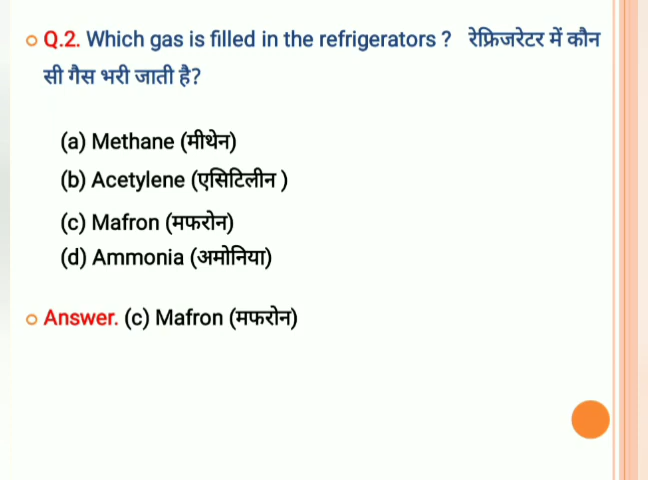 Q.2. Which gas is filled in the refrigerators ? रेफ्रिजरेटर में कौन
सी गैस भरी जाती है?
(a) Methane (मीथेन)
(b) Acetylene (एसिटिलीन )
(c) Mafron (मफरोन)
(d) Ammonia (अमोनिया)
Answer. (c) Mafron (मफरोन)